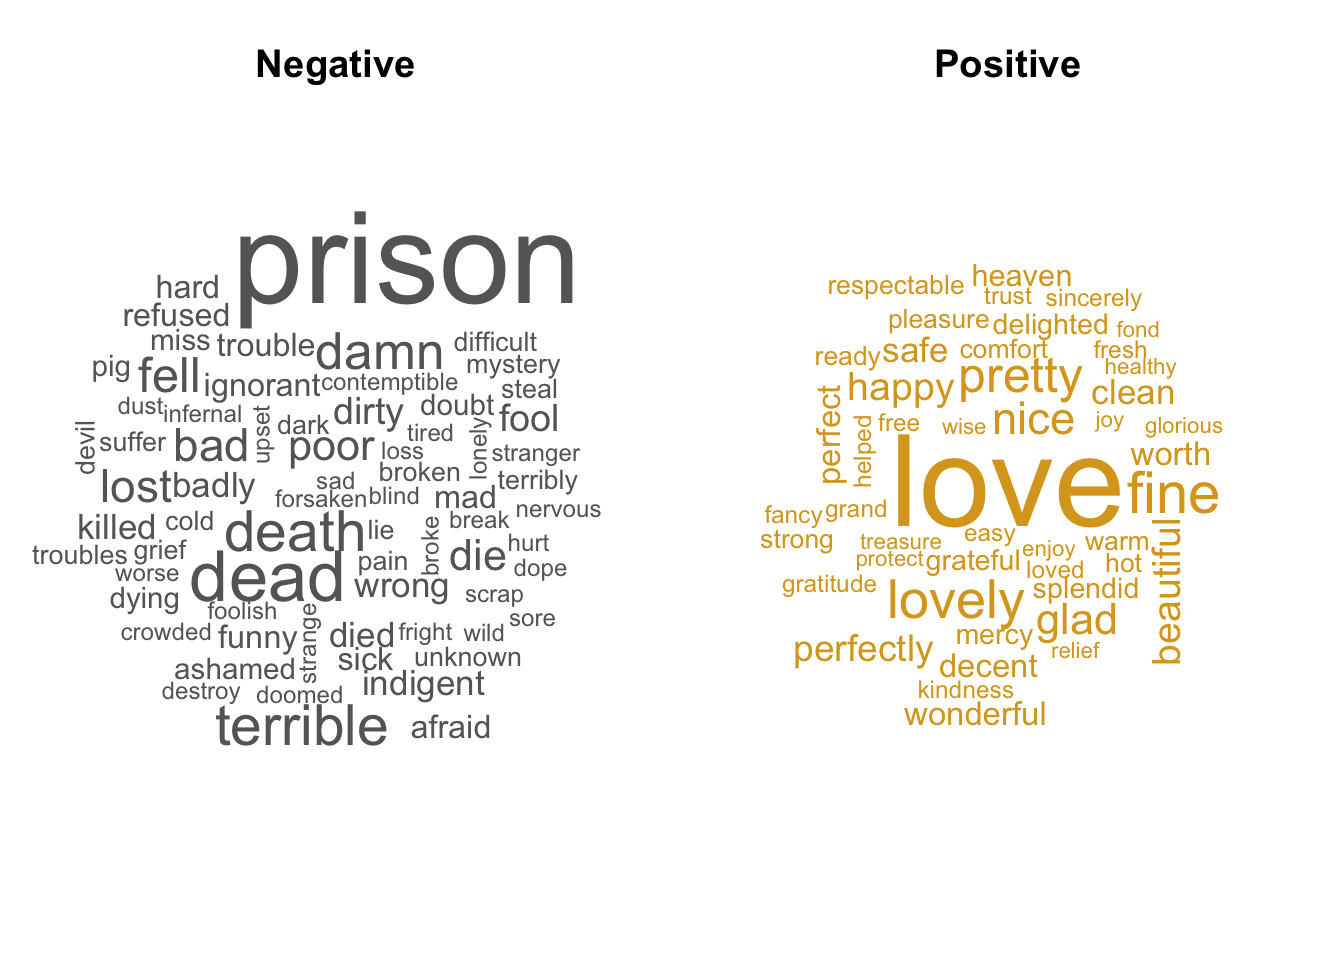 Negative
Positive
prison
hard
refused
miss
trouble
damn
difficult
pig
fell
ignorant
contemptible
mystery
steal
dust
infernal
upset
dark
dirty
doubt
fool
devil
suffer
bad
poor
loss
tired
lonely
stranger
lost
badly
sad
broken
forsaken
blind
mad
terribly
nervous
killed
cold
death
lie
broke
break
troubles
grief
dead
pain
die
hurt
worse
wrong
dope
dying
foolish
scrap
sore
crowded
funny
strange
died
fright
wild
ashamed
sick
unknown
destroy
doomed
indigent
terrible
afraid
respectable
heaven
trust
sincerely
pleasure
delighted
fond
ready
safe
comfort
fresh
healthy
perfect
happy
pretty
clean
helped
free
wise
nice
joy
glorious
love
worth
fine
fancy
grand
strong
treasure
easy
enjoy
warm
beautiful
protect
grateful
loved
hot
gratitude
lovely
splendid
glad
mercy
perfectly
relief
decent
kindness
wonderful